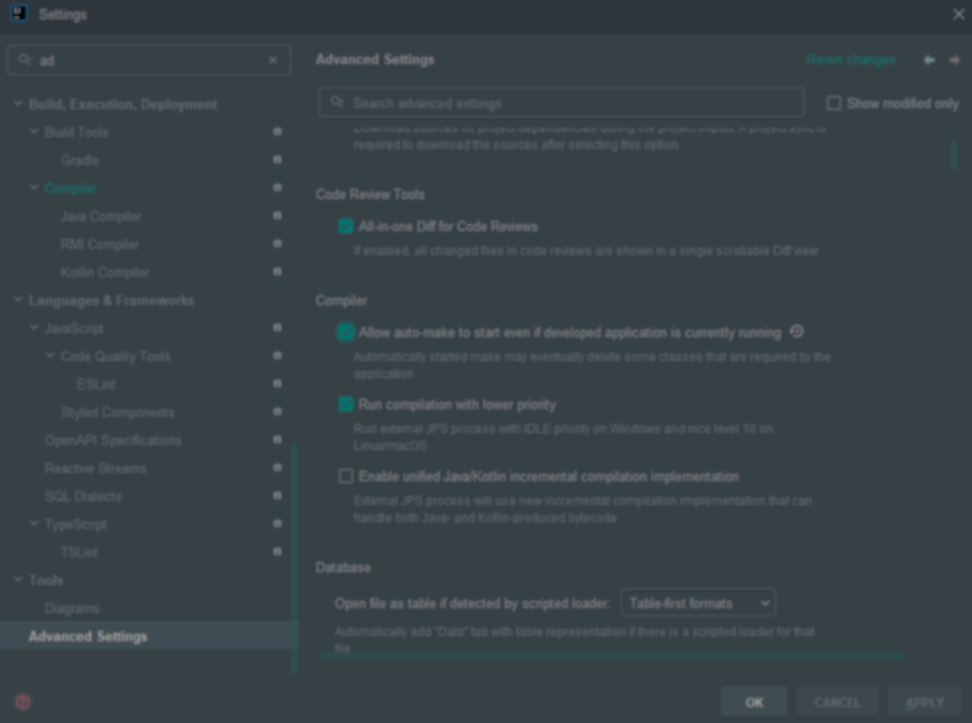 Settings
ad
Build, Execution, Deployment
Build Tools
Gradle
Compiler
Java Compiler
RMI Compiler
Kotlin Compiler
Languages & Frameworks
JavaScript
Code Quality Tools
ESLint
Styled Components
OpenAPI Specifications
Reactive Streams
SQL Dialects
TypeScript
TSLint
Tools
Diagrams
Advanced Settings
Advanced Settings
Revert changes
Search advanced settings
Show modified only
Download sources for project dependencies during the project import. A project sync is
required to download the sources after selecting this option.
Code Review Tools
All-in-one Diff for Code Reviews
If enabled, all changed files in code reviews are shown in a single scrollable Diff view
Compiler
Allow auto-make to start even if developed application is currently running
Automatically started make may eventually delete some classes that are required by the
application
Run compilation with lower priority
Run external JPS process with IDLE priority on Windows and nice level 10 on
Linux/macOS
Enable unified Java/Kotlin incremental compilation implementation
External JPS process will use new incremental compilation implementation that can
handle both Java- and Kotlin-produced bytecode
Database
Open file as table if detected by scripted loader: Table-first formats
Automatically add "Data" tab with table representation if there is a scripted loader for that
file
OK
CANCEL
APPLY